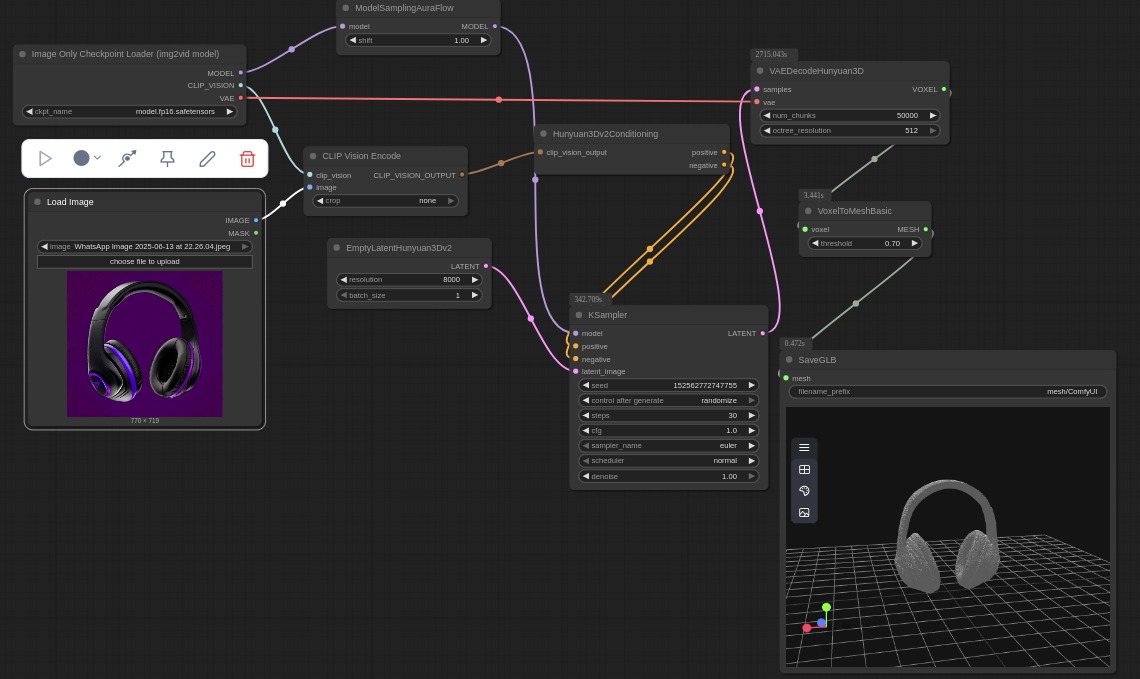 ModelSamplingAuraFlow
model
MODEL
shift
1.00
Image Only Checkpoint Loader (img2vid model)
MODEL
CLIP_VISION
VAE
ckpt_name
model.fp16.safetensors
2715.043s
VAEDecodeHunyuan3D
samples
VOXEL
vae
num_chunks
50000
octree_resolution
512
Hunyuan3Dv2Conditioning
clip_vision_output
positive
negative
CLIP Vision Encode
clip_vision
CLIP_VISION_OUTPUT
image
crop
none
Load Image
IMAGE
MASK
image
WhatsApp Image 2025-06-13 at 22.26.04.jpeg
choose file to upload
770 × 719
3.441s
VoxelToMeshBasic
voxel
MESH
threshold
0.70
EmptyLatentHunyuan3Dv2
LATENT
resolution
8000
batch_size
1
342.709s
KSampler
model
LATENT
positive
negative
latent_image
seed
152562772747755
control after generate
randomize
steps
30
cfg
1.0
sampler_name
euler
scheduler
normal
denoise
1.00
0.472s
SaveGLB
mesh
filename_prefix
mesh/ComfyUI